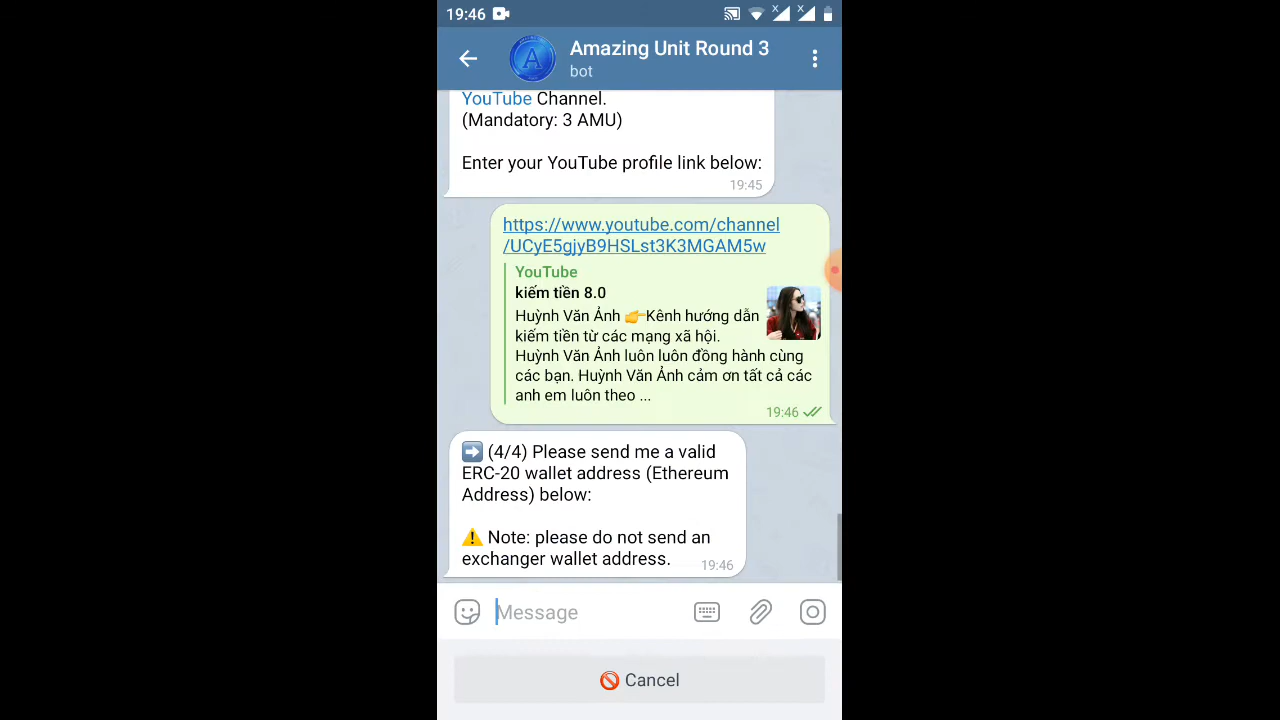 19:46
Amazing Unit Round 3
bot
YouTube Channel.
(Mandatory: 3 AMU)
Enter your YouTube profile link below:
19:45
https://www.youtube.com/channel
/UCyE5gjyB9HSLst3K3MGAM5w
YouTube
kiếm tiền 8.0
Huỳnh Văn Ảnh 👉Kênh hướng dẫn
kiếm tiền từ các mạng xã hội.
Huỳnh Văn Ảnh luôn luôn đồng hành cùng
các bạn. Huỳnh Văn Ảnh cảm ơn tất cả các
anh em luôn theo ...
19:46
➡️ (4/4) Please send me a valid
ERC-20 wallet address (Ethereum
Address) below:
⚠️ Note: please do not send an
exchanger wallet address.
19:46
Message
🚫 Cancel